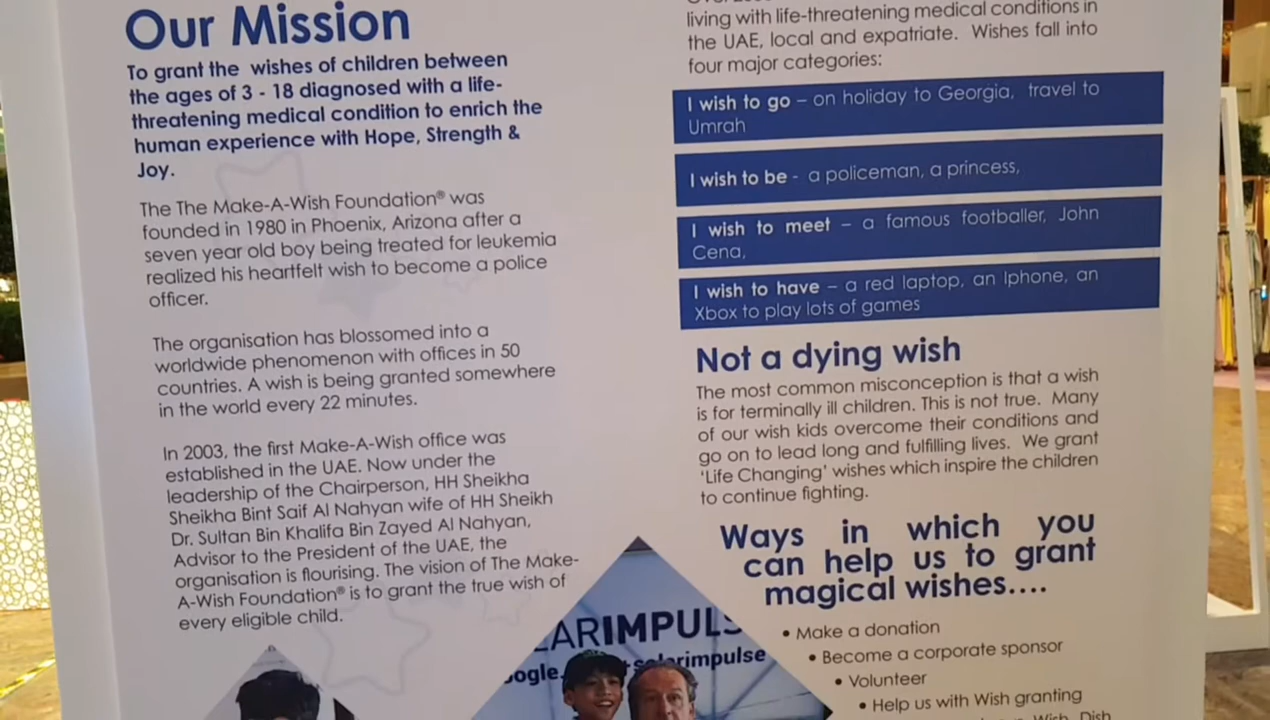 Our Mission
To grant the wishes of children between
the ages of 3 - 18 diagnosed with a life-
threatening medical condition to enrich the
human experience with Hope, Strength &
Joy.
The The Make-A-Wish Foundation® was
founded in 1980 in Phoenix, Arizona after a
seven year old boy being treated for leukemia
realized his heartfelt wish to become a police
officer.
The organisation has blossomed into a
worldwide phenomenon with offices in 50
countries. A wish is being granted somewhere
in the world every 22 minutes.
In 2003, the first Make-A-Wish office was
established in the UAE. Now under the
leadership of the Chairperson, HH Sheikha
Sheikha Bint Saif Al Nahyan wife of HH Sheikh
Dr. Sultan Bin Khalifa Bin Zayed Al Nahyan,
Advisor to the President of the UAE, the
organisation is flourising. The vision of The Make-
A-Wish Foundation® is to grant the true wish of
every eligible child.
living with life-threatening medical conditions in
the UAE, local and expatriate. Wishes fall into
four major categories:
I wish to go – on holiday to Georgia, travel to
Umrah
I wish to be - a policeman, a princess,
I wish to meet – a famous footballer, John
Cena,
I wish to have – a red laptop, an Iphone, an
Xbox to play lots of games
Not a dying wish
The most common misconception is that a wish
is for terminally ill children. This is not true. Many
of our wish kids overcome their conditions and
go on to lead long and fulfilling lives. We grant
'Life Changing' wishes which inspire the children
to continue fighting.
Ways in which you
can help us to grant
magical wishes....
• Make a donation
• Become a corporate sponsor
• Volunteer
• Help us with Wish granting
Wish, Dish
ARIMPULS
ogle. solarimpulse